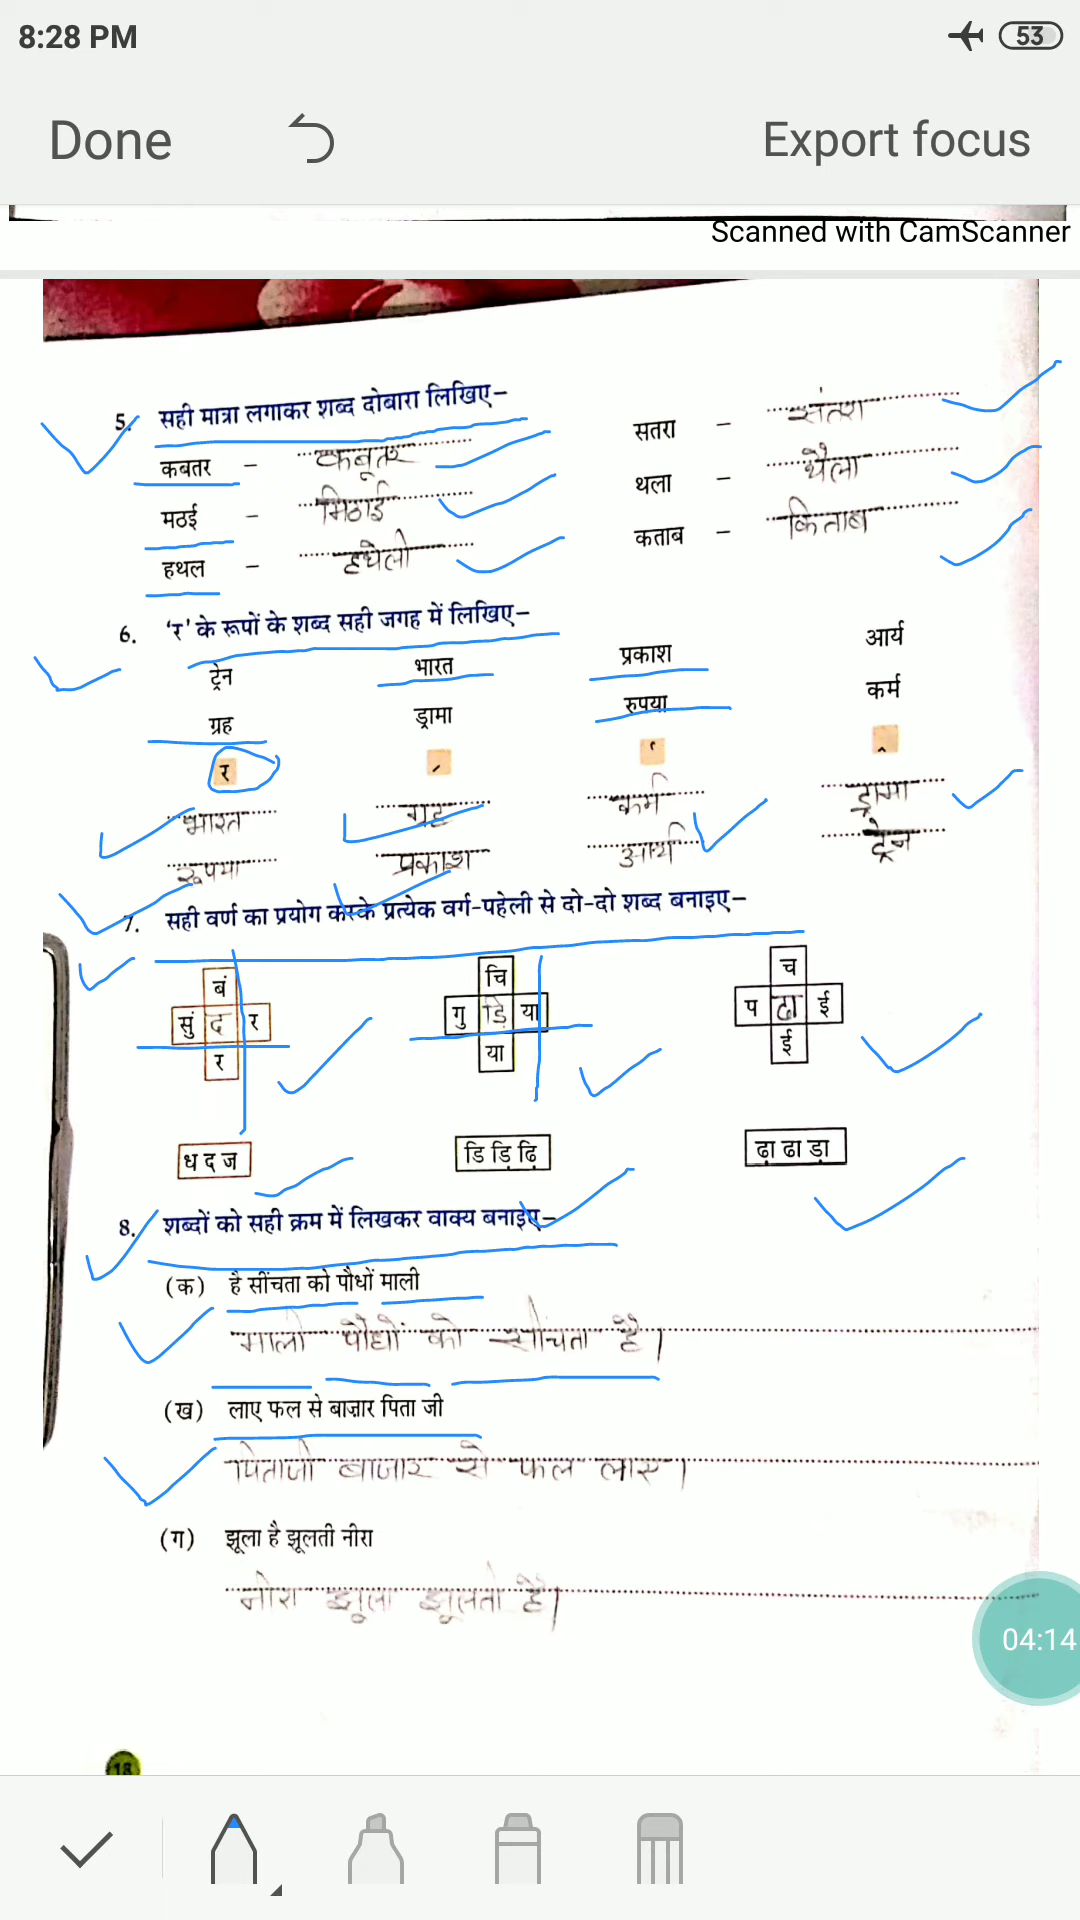 8:28 PM 53
Done Export focus
Scanned with CamScanner
5. सही मात्रा लगाकर शब्द दोबारा लिखिए–
कबतर – कबूतर सतरा – संतरा
मठई – मिठाई थला – थैला
हथल – हथेली कताब – किताब
6. 'र' के रूपों के शब्द सही जगह में लिखिए–
ट्रेन भारत प्रकाश आर्य
ग्रह ड्रामा रुपया कर्म
र
भारत ग्रह कर्म ड्रामा
रूपया प्रकाश आर्य ट्रेन
7. सही वर्ण का प्रयोग करके प्रत्येक वर्ग-पहेली से दो-दो शब्द बनाइए–
बं चि च
सुं द र गु ड़ि या प ढ़ा ई
र या ई
ध द ज डि ड़ि ढ़ि ढ़ा ढा ड़ा
8. शब्दों को सही क्रम में लिखकर वाक्य बनाइए–
(क) है सींचता को पौधों माली
माली पौधों को सींचता है।
(ख) लाए फल से बाज़ार पिता जी
पिताजी बाजार से फल लाए।
(ग) झूला है झूलती नीरा
नीरा झूला झूलती है।
04:14
18